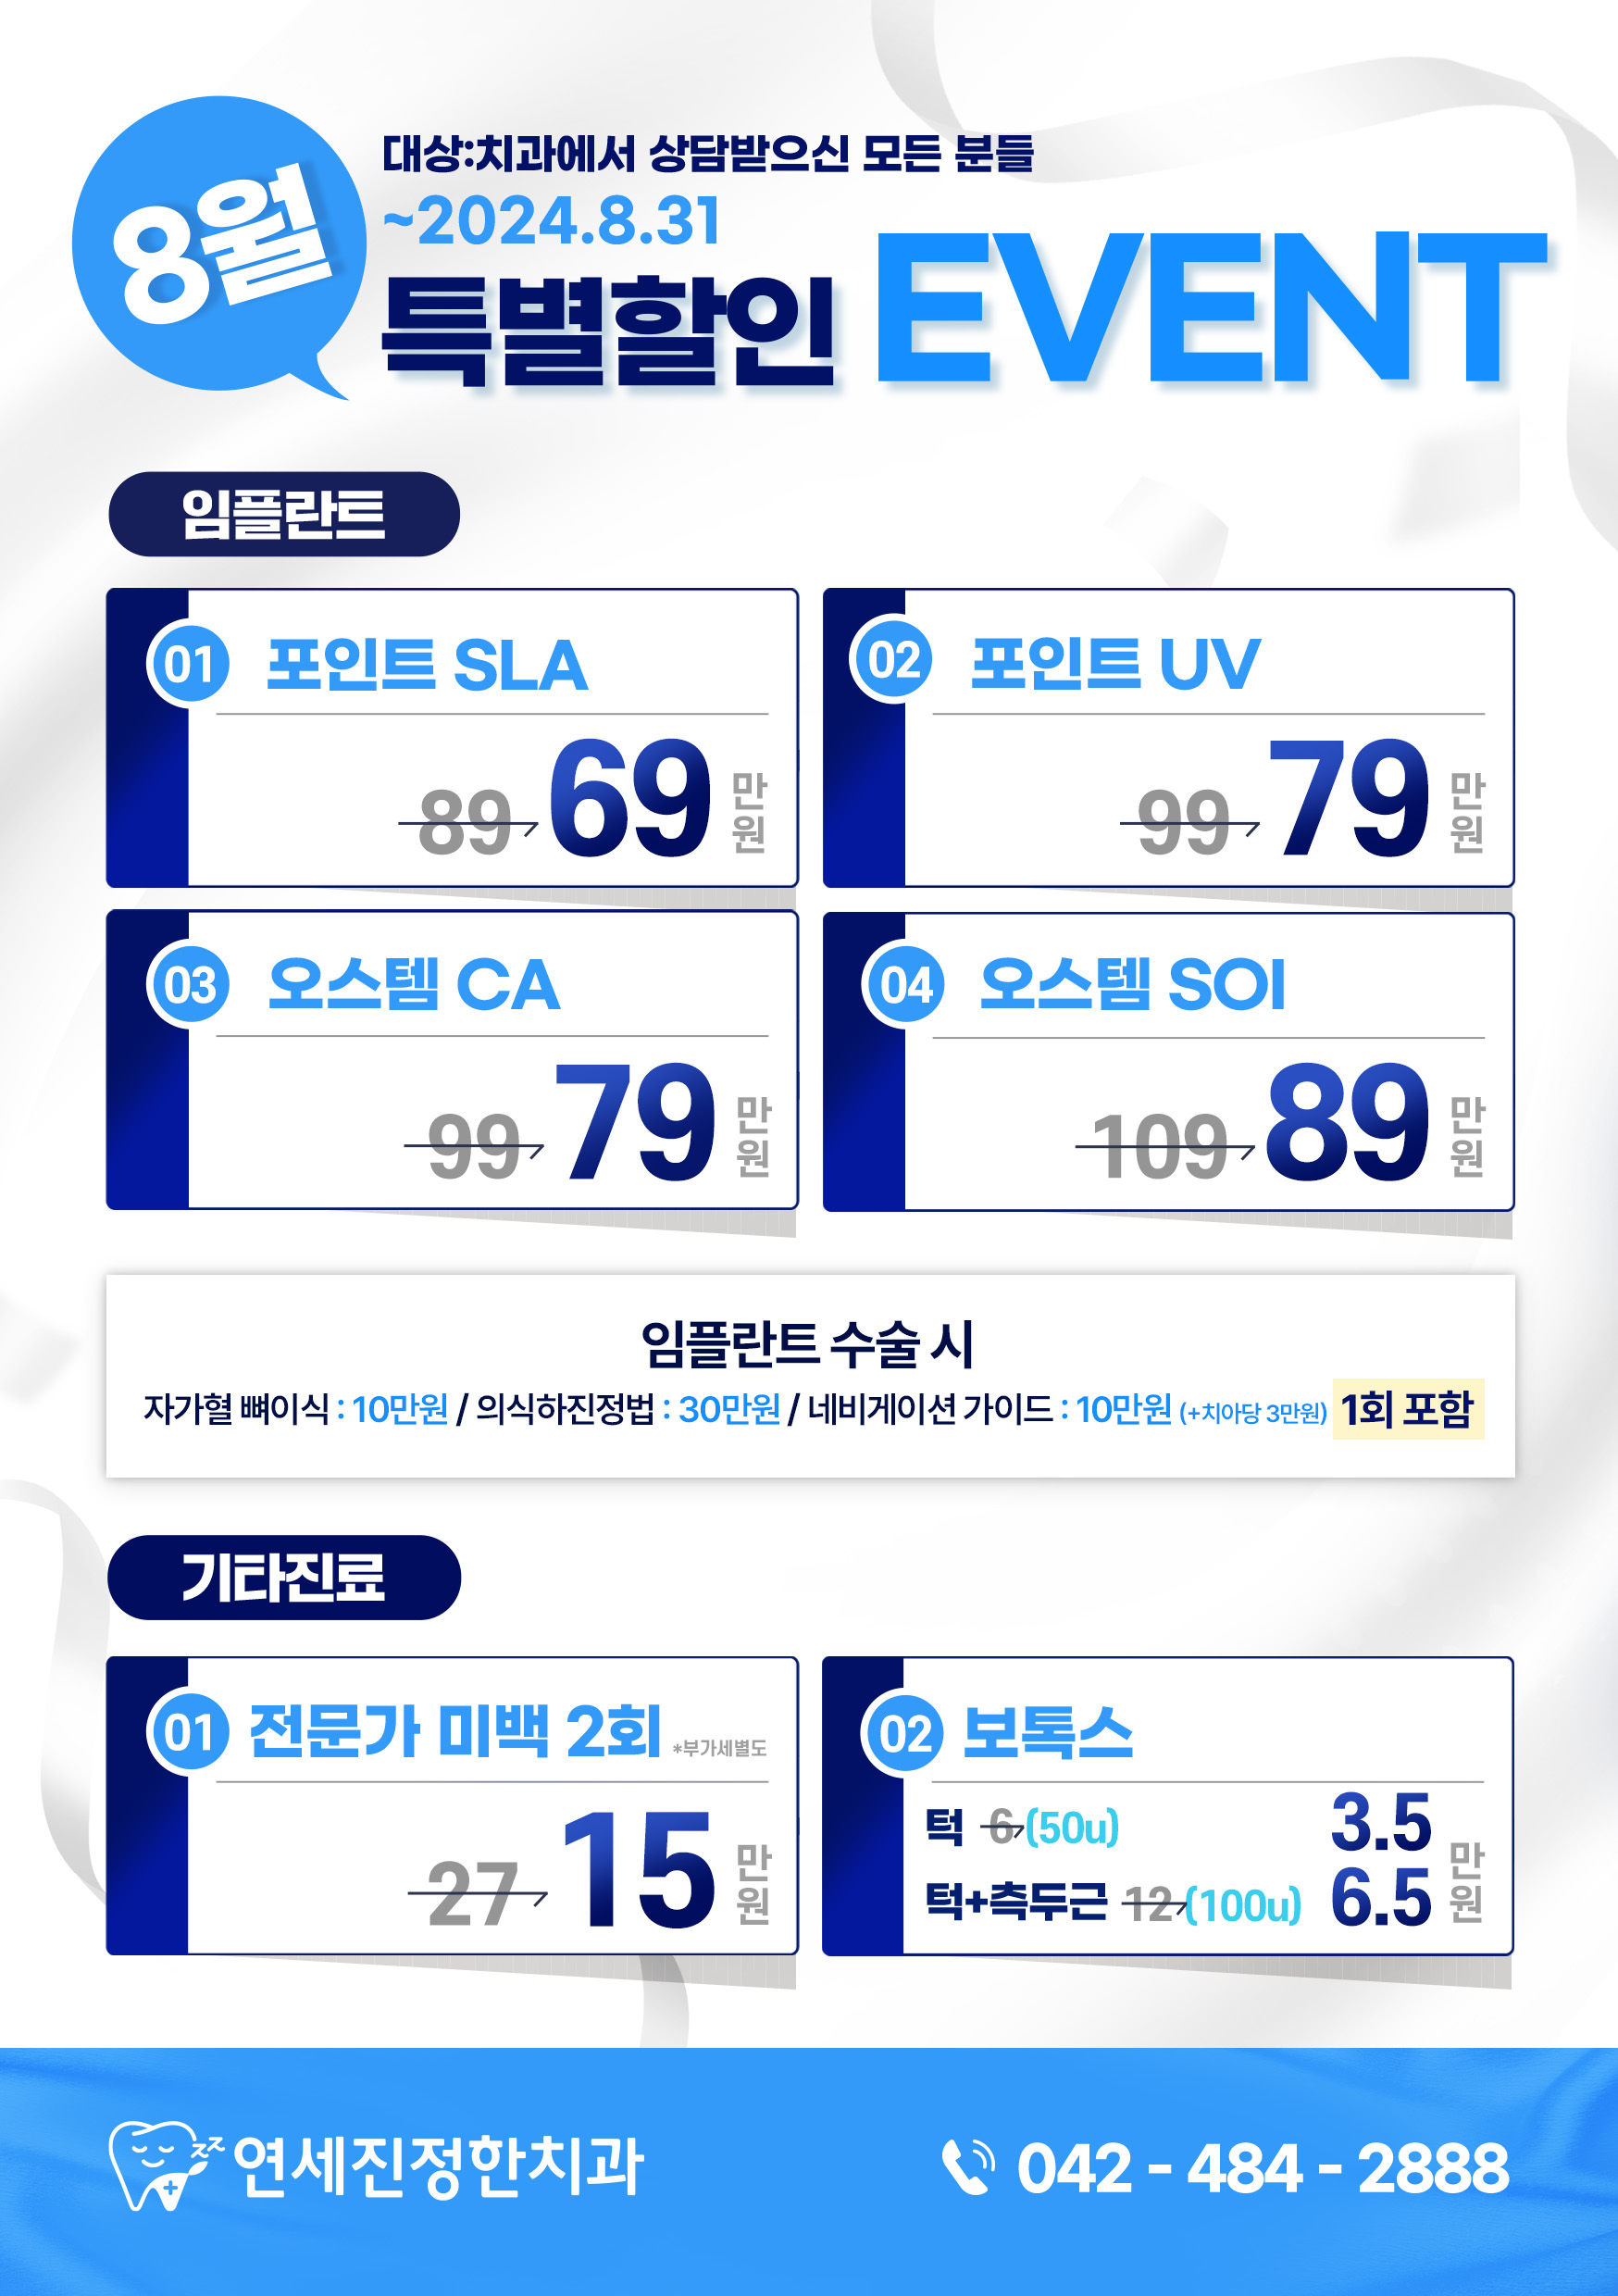 8월
대상:치과에서 상담받으신 모든 분들
~2024.8.31
특별할인 EVENT
임플란트
01 포인트 SLA
89 69 만원
02 포인트 UV
99 79 만원
03 오스템 CA
99 79 만원
04 오스템 SOI
109 89 만원
임플란트 수술 시
자가혈 뼈이식 : 10만원 / 의식하진정법 : 30만원 / 네비게이션 가이드 : 10만원 (+치아당 3만원) 1회 포함
기타진료
01 전문가 미백 2회 *부가세별도
27 15 만원
02 보톡스
턱 6 (50u) 3.5
턱+측두근 12 (100u) 6.5
만원
연세진정한치과
042 - 484 - 2888